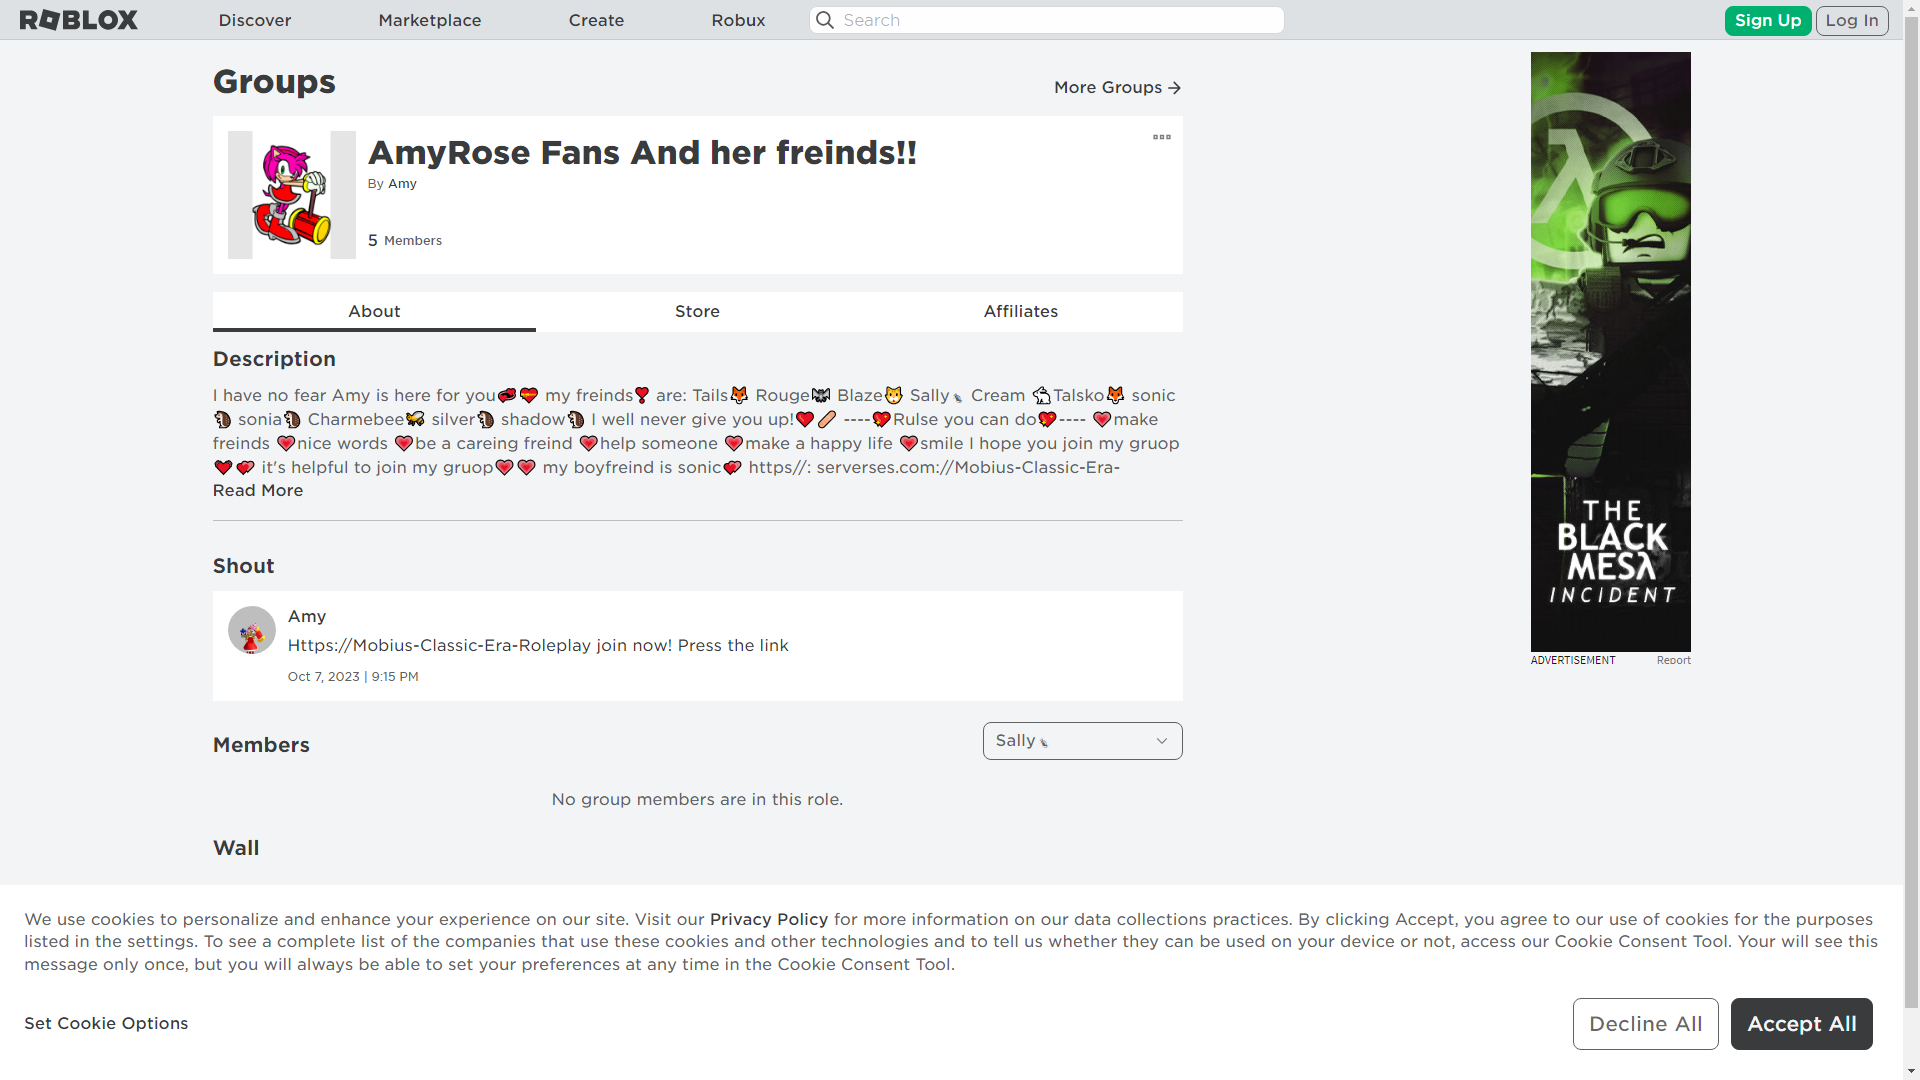 ROBLOX Discover Marketplace Create Robux Search Sign Up Log In
Groups
More Groups
AmyRose Fans And her freinds!!
By Amy
5 Members
About Store Affiliates
Description
I have no fear Amy is here for you💋💝 my freinds❣️ are: Tails🦊 Rouge🦇 Blaze🐱 Sally🐿 Cream 🐇Talsko🦊 sonic
🦔 sonia🦔 Charmebee🐝 silver🦔 shadow🦔 I well never give you up!❤️🩹 ----💖Rulse you can do💖---- 💗make
freinds 💗nice words 💗be a careing freind 💗help someone 💗make a happy life 💗smile I hope you join my gruop
❤️💕 it's helpful to join my gruop💗💗 my boyfreind is sonic💕 https//: serverses.com://Mobius-Classic-Era-
Read More
Shout
Amy
Https://Mobius-Classic-Era-Roleplay join now! Press the link
Oct 7, 2023 | 9:15 PM
Members
Sally🐿
No group members are in this role.
Wall
THE
BLACK
MESA
INCIDENT
ADVERTISEMENT Report
We use cookies to personalize and enhance your experience on our site. Visit our Privacy Policy for more information on our data collections practices. By clicking Accept, you agree to our use of cookies for the purposes
listed in the settings. To see a complete list of the companies that use these cookies and other technologies and to tell us whether they can be used on your device or not, access our Cookie Consent Tool. Your will see this
message only once, but you will always be able to set your preferences at any time in the Cookie Consent Tool.
Set Cookie Options
Decline All
Accept All